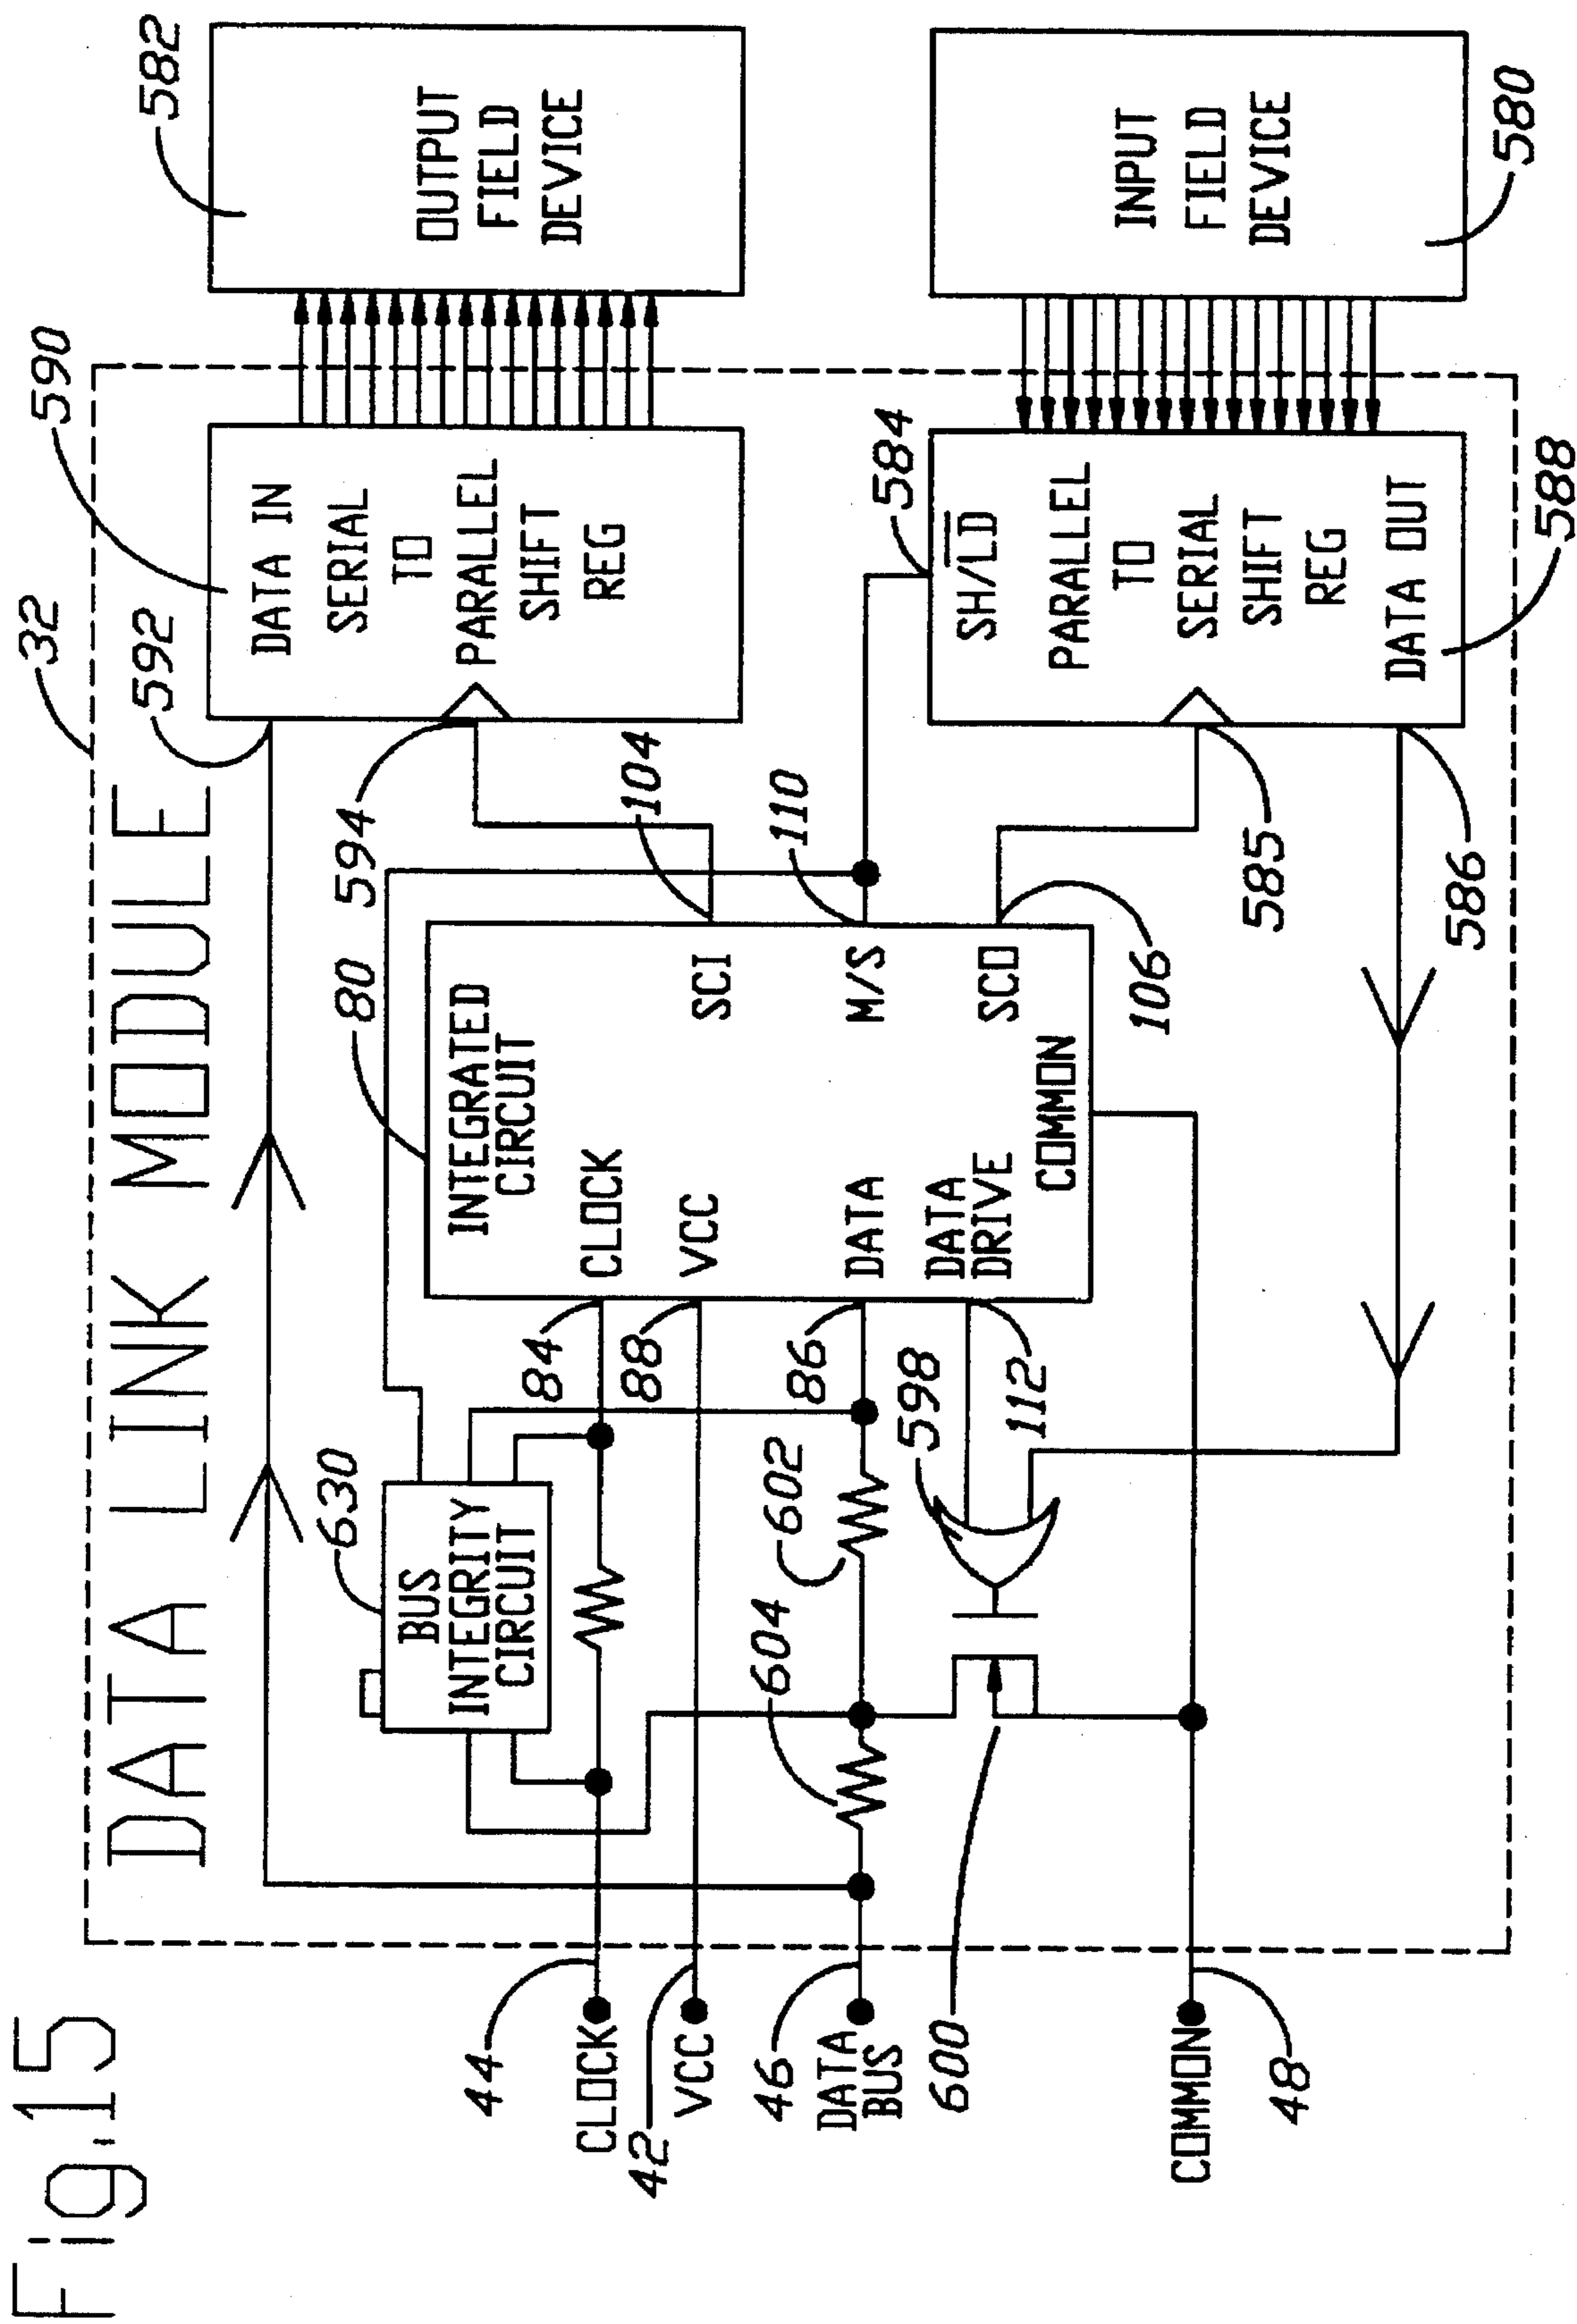 Fig.15
DATA LINK MODULE
32
592
590
582
DATA IN
SERIAL
TO
PARALLEL
SHIFT
REG
OUTPUT
FIELD
DEVICE
594
104
110
80
630
BUS
INTEGRITY
CIRCUIT
INTEGRATED
CIRCUIT
CLOCK
VCC
DATA
DATA
DRIVE
COMMON
SCI
M/S
SCO
84
88
86
112
598
602
604
600
44
CLOCK
42
VCC
46
DATA
BUS
COMMON
48
106
585
586
584
SH/LD
PARALLEL
TO
SERIAL
SHIFT
REG
DATA OUT
588
INPUT
FIELD
DEVICE
580